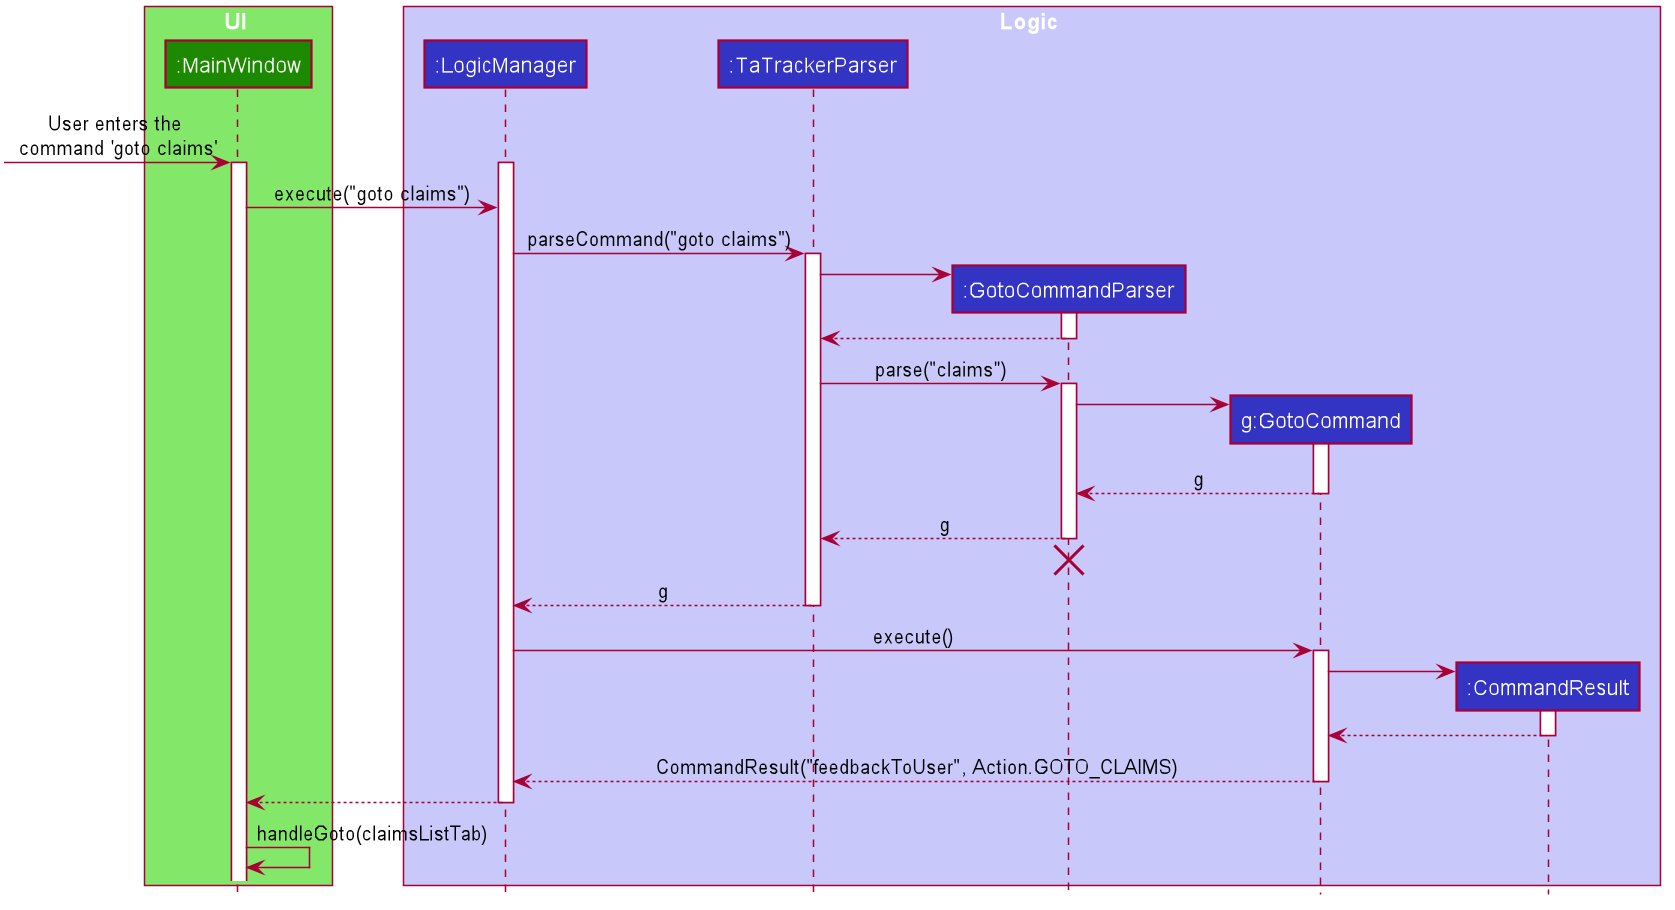 UI
Logic
:MainWindow
:LogicManager
:TaTrackerParser
User enters the
command 'goto claims'
execute("goto claims")
parseCommand("goto claims")
:GotoCommandParser
parse("claims")
g:GotoCommand
g
g
g
execute()
:CommandResult
CommandResult("feedbackToUser", Action.GOTO_CLAIMS)
handleGoto(claimsListTab)